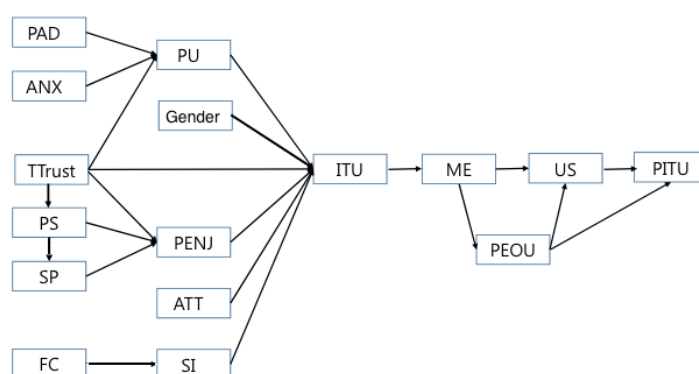 PAD
PU
ANX
Gender
TTrust
ITU
ME
US
PITU
PS
PENJ
PEOU
SP
ATT
FC
SI